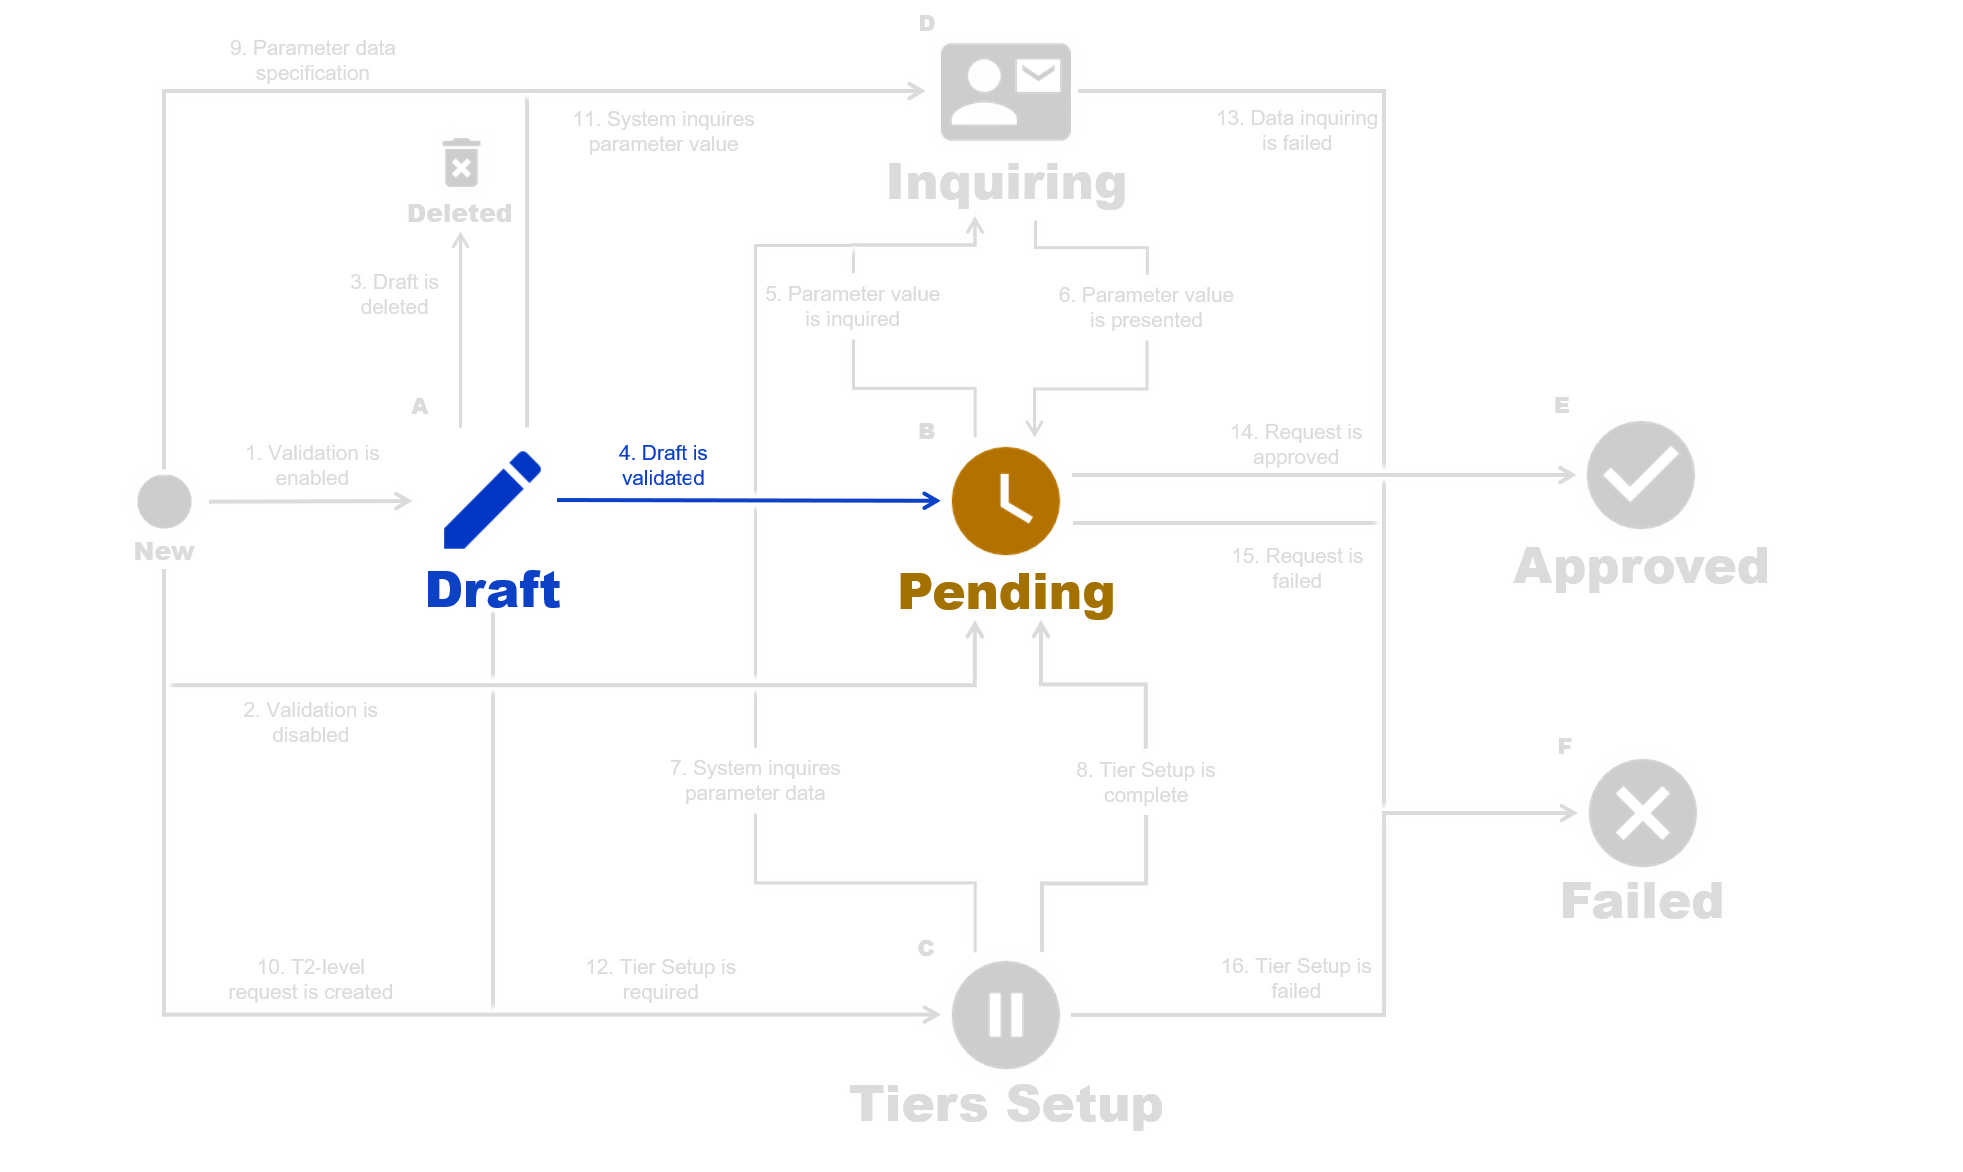 D
9. Parameter data
specification
11. System inquires
parameter value
13. Data inquiring
is failed
Inquiring
Deleted
3. Draft is
deleted
5. Parameter value
is inquired
6. Parameter value
is presented
A
B
E
1. Validation is
enabled
4. Draft is
validated
14. Request is
approved
New
Draft
Pending
15. Request is
failed
Approved
2. Validation is
disabled
7. System inquires
parameter data
8. Tier Setup is
complete
F
Failed
C
10. T2-level
request is created
12. Tier Setup is
required
16. Tier Setup is
failed
Tiers Setup